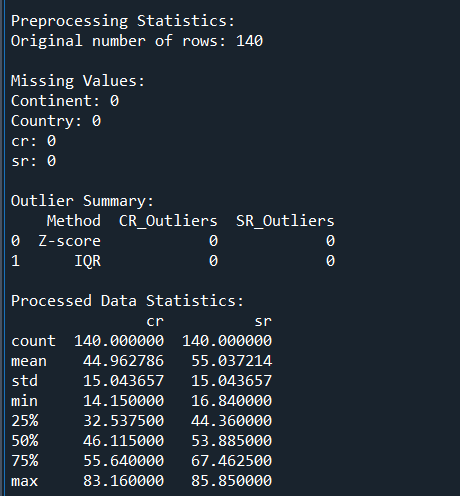 Preprocessing Statistics:
Original number of rows: 140
Missing Values:
Continent: 0
Country: 0
cr: 0
sr: 0
Outlier Summary:
Method CR_Outliers SR_Outliers
0 Z-score 0 0
1 IQR 0 0
Processed Data Statistics:
cr sr
count 140.000000 140.000000
mean 44.962786 55.037214
std 15.043657 15.043657
min 14.150000 16.840000
25% 32.537500 44.360000
50% 46.115000 53.885000
75% 55.640000 67.462500
max 83.160000 85.850000